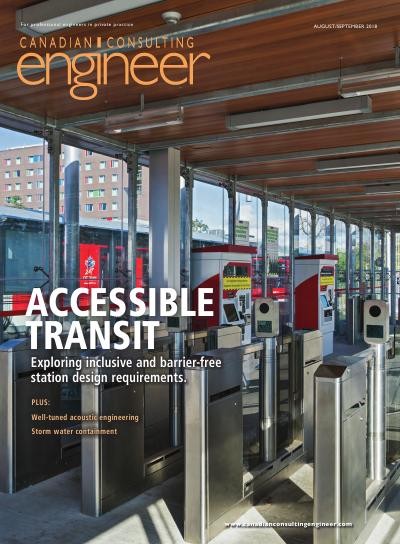 For professional engineers in private practice
AUGUST/SEPTEMBER 2018
CANADIAN CONSULTING
engineer
ACCESSIBLE
TRANSIT
Exploring inclusive and barrier-free
station design requirements.
PLUS:
Well-tuned acoustic engineering
Storm water containment
www.canadianconsultingengineer.com